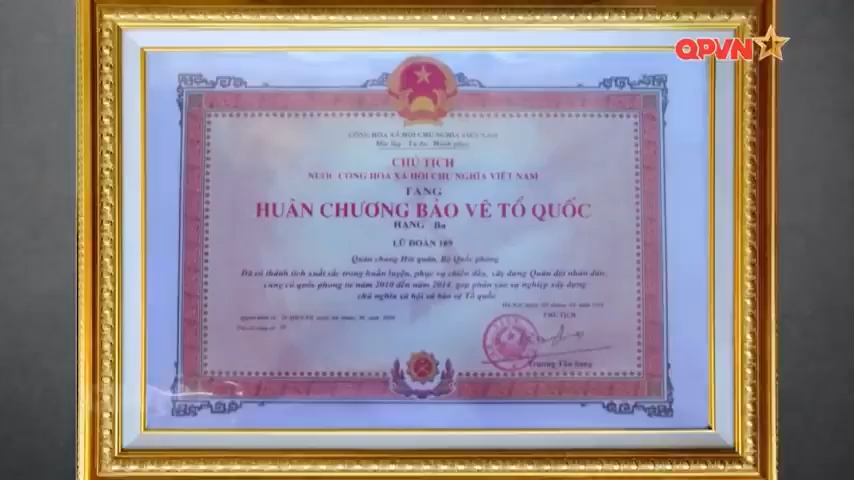 QPVN
CỘNG HÒA XÃ HỘI CHỦ NGHĨA VIỆT NAM
Độc lập Tự do Hạnh phúc
CHỦ TỊCH
NƯỚC CỘNG HÒA XÃ HỘI CHỦ NGHĨA VIỆT NAM
TẶNG
HUÂN CHƯƠNG BẢO VỆ TỔ QUỐC
HẠNG Ba
LỮ ĐOÀN 189
Quân chủng Hải quân, Bộ Quốc phòng
Đã có thành tích xuất sắc trong huấn luyện, phục vụ chiến đấu, xây dựng Quân đội nhân dân,
củng cố quốc phòng từ năm 2010 đến năm 2014, góp phần vào sự nghiệp xây dựng
chủ nghĩa xã hội và bảo vệ Tổ quốc
Hà Nội, ngày
CHỦ TỊCH
Trương Tấn Sang